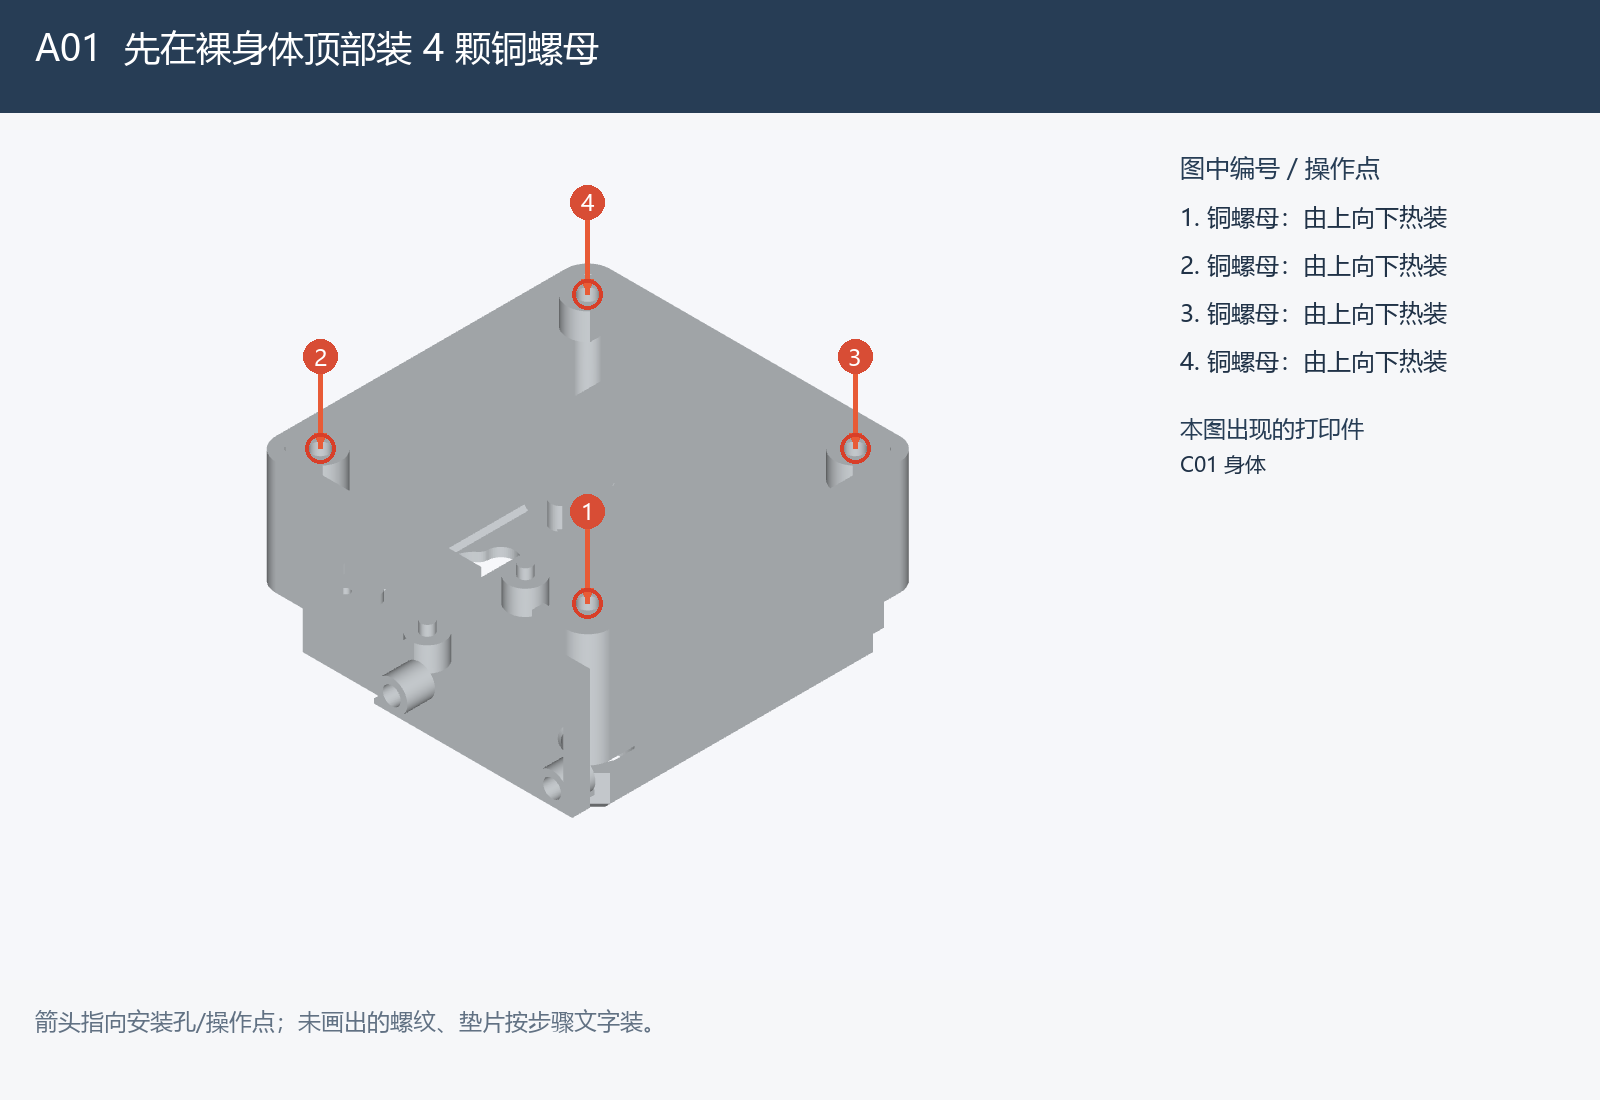 A01 先在裸身体顶部装 4 颗铜螺母
图中编号 / 操作点
1. 铜螺母：由上向下热装
2. 铜螺母：由上向下热装
3. 铜螺母：由上向下热装
4. 铜螺母：由上向下热装
本图出现的打印件
C01 身体
4
2
3
1
箭头指向安装孔/操作点；未画出的螺纹、垫片按步骤文字装。